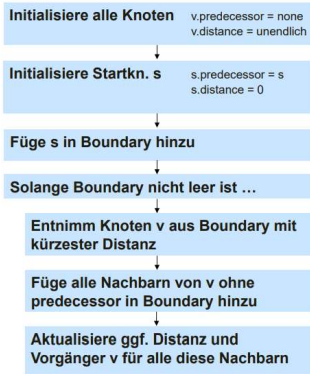 Initialisiere alle Knoten
v.predecessor = none
v.distance = unendlich
Initialisiere Startkn. s
s.predecessor = s
s.distance = 0
Füge s in Boundary hinzu
Solange Boundary nicht leer ist …
Entnimm Knoten v aus Boundary mit
kürzester Distanz
Füge alle Nachbarn von v ohne
predecessor in Boundary hinzu
Aktualisiere ggf. Distanz und
Vorgänger v für alle diese Nachbarn